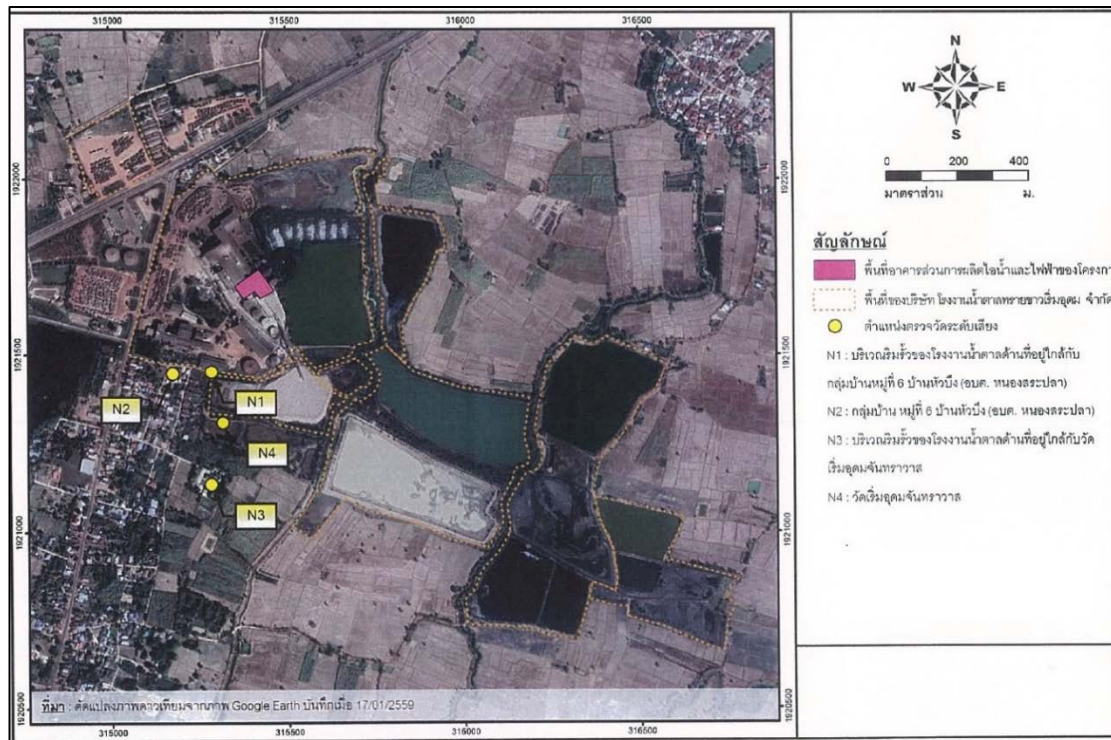 315000 315500 316000 316500
1922000 1922000
1921500 1921500
1921000 1921000
1920500 1920500
315000 315500 316000 316500
N2
N1
N4
N3
ที่มา : ดัดแปลงภาพดาวเทียมจากภาพ Google Earth บันทึกเมื่อ 17/01/2559
N
W E
S
0 200 400
มาตราส่วน ม.
สัญลักษณ์
พื้นที่อาคารส่วนการผลิตไอน้ำและไฟฟ้าของโครงกา
พื้นที่ของบริษัท โรงงานน้ำตาลทรายขาวเริ่มอุดม จำกัด
ตำแหน่งตรวจวัดระดับเสียง
N1 : บริเวณริมรั้วของโรงงานน้ำตาลด้านที่อยู่ใกล้กับ
กลุ่มบ้านหมู่ที่ 6 บ้านหัวบึง (อบต. หนองสระปลา)
N2 : กลุ่มบ้าน หมู่ที่ 6 บ้านหัวบึง (อบต. หนองสระปลา)
N3 : บริเวณริมรั้วของโรงงานน้ำตาลด้านที่อยู่ใกล้กับวัด
เริ่มอุดมจันทราวาส
N4 : วัดเริ่มอุดมจันทราวาส